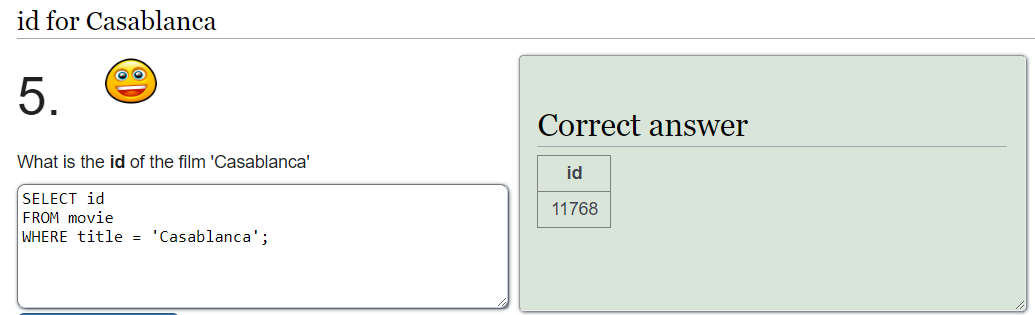 id for Casablanca
5.
What is the id of the film 'Casablanca'
SELECT id
FROM movie
WHERE title = 'Casablanca';
Correct answer
id
11768